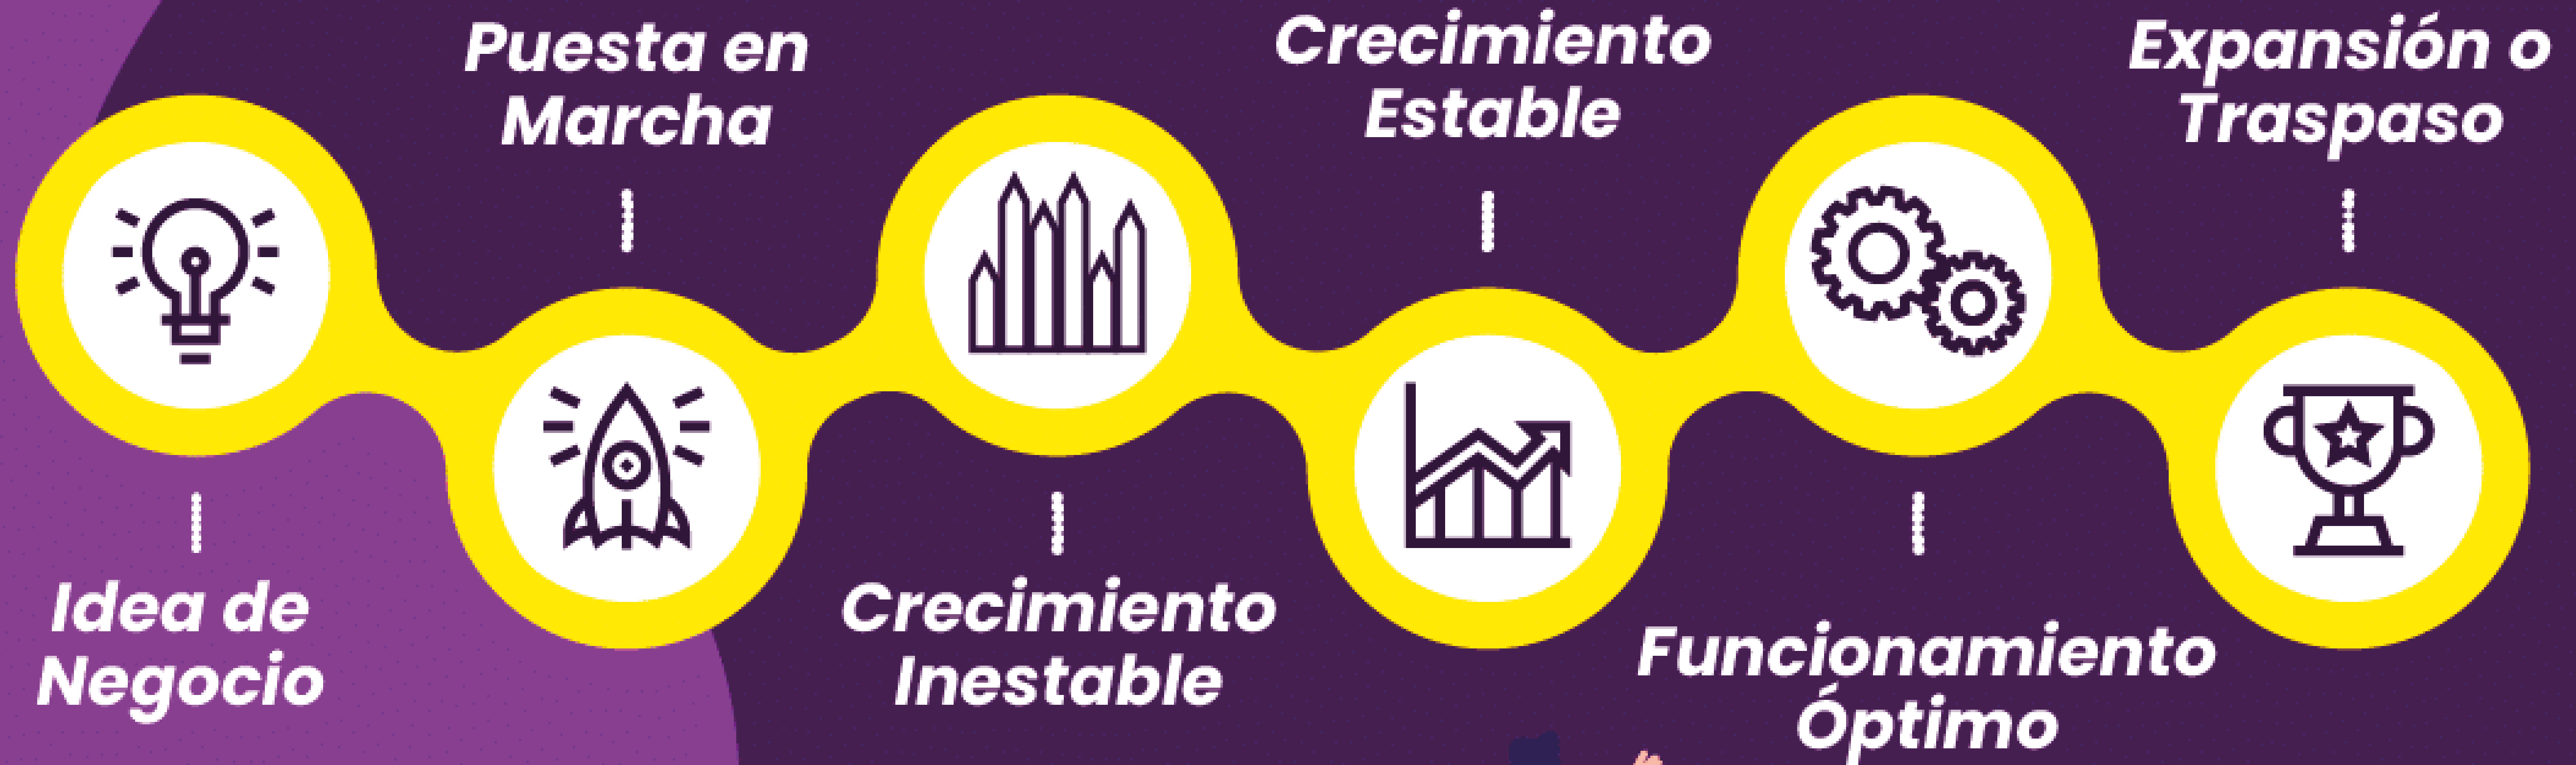 Idea de
Negocio
Puesta en
Marcha
Crecimiento
Inestable
Crecimiento
Estable
Funcionamiento
Óptimo
Expansión o
Traspaso